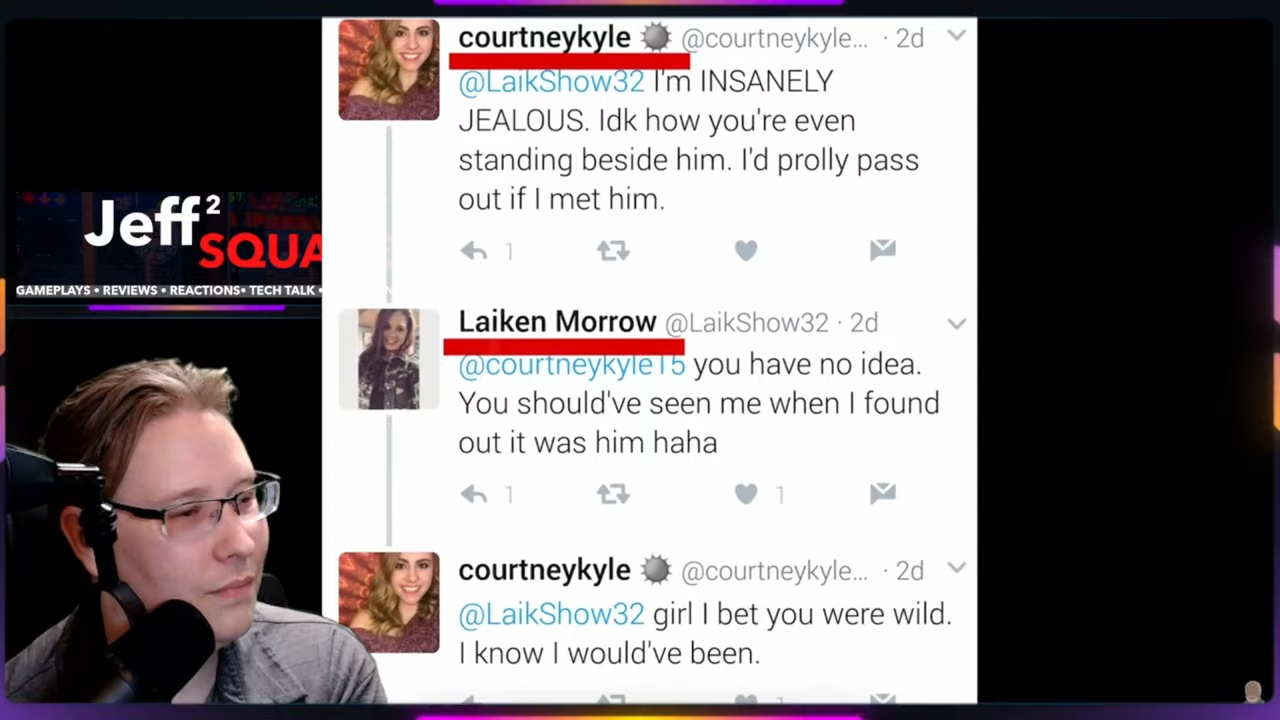 courtneykyle @courtneykyle... · 2d
@LaikShow32 I'm INSANELY
JEALOUS. Idk how you're even
standing beside him. I'd prolly pass
out if I met him.
1
Jeff²
SQUA
GAMEPLAYS • REVIEWS • REACTIONS• TECH TALK •
Laiken Morrow @LaikShow32 · 2d
@courtneykyle15 you have no idea.
You should've seen me when I found
out it was him haha
1 1
courtneykyle @courtneykyle... · 2d
@LaikShow32 girl I bet you were wild.
I know I would've been.